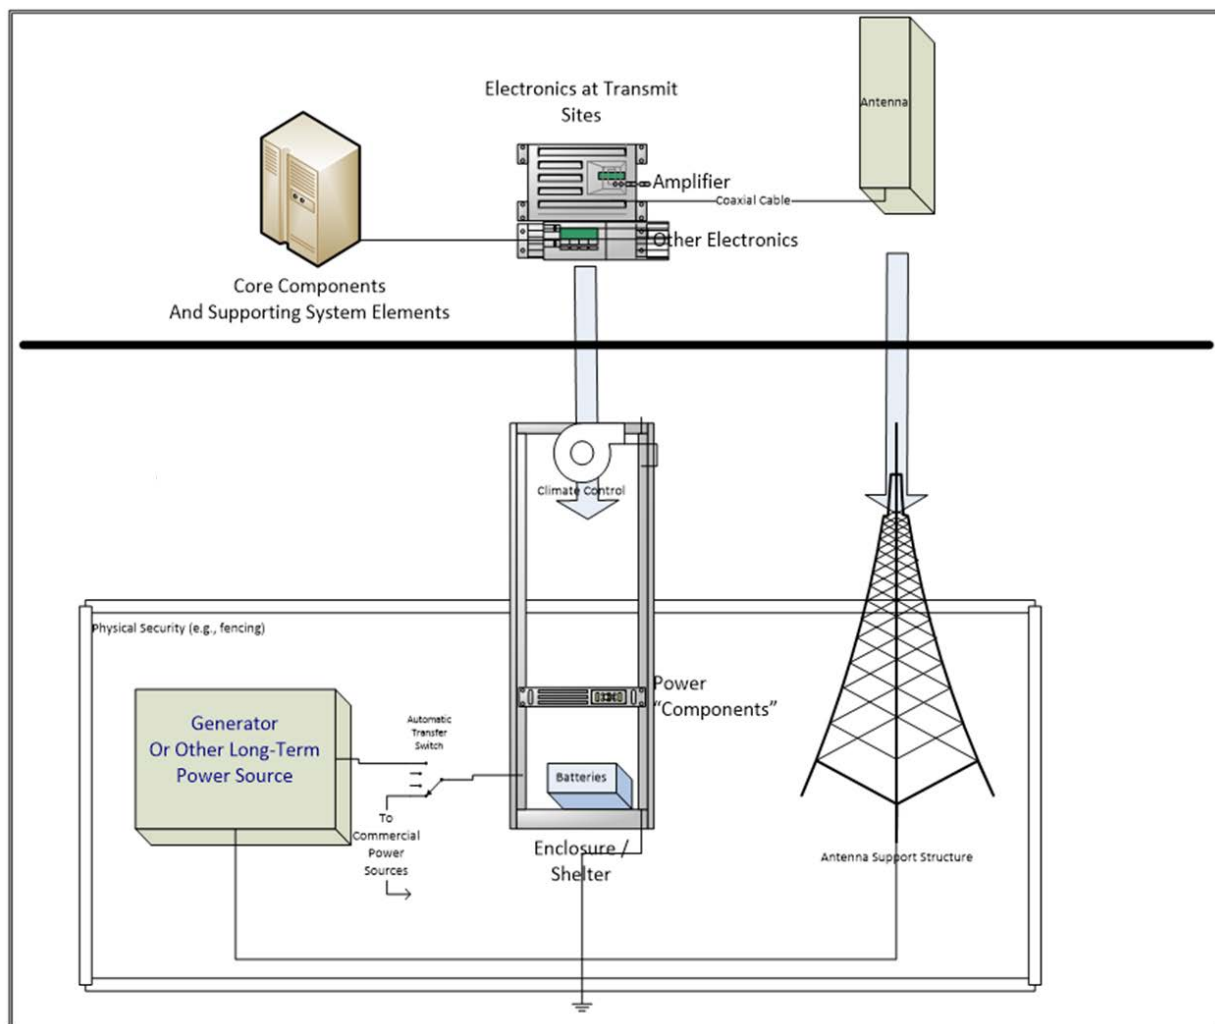 Electronics at Transmit
Sites
Antenna
Amplifier
Coaxial Cable
Other Electronics
Core Components
And Supporting System Elements
Climate Control
Physical Security (e.g., fencing)
Generator
Or Other Long-Term
Power Source
Automatic
Transfer
Switch
To
Commercial
Power
Sources
Power
“Components”
Batteries
Enclosure /
Shelter
Antenna Support Structure